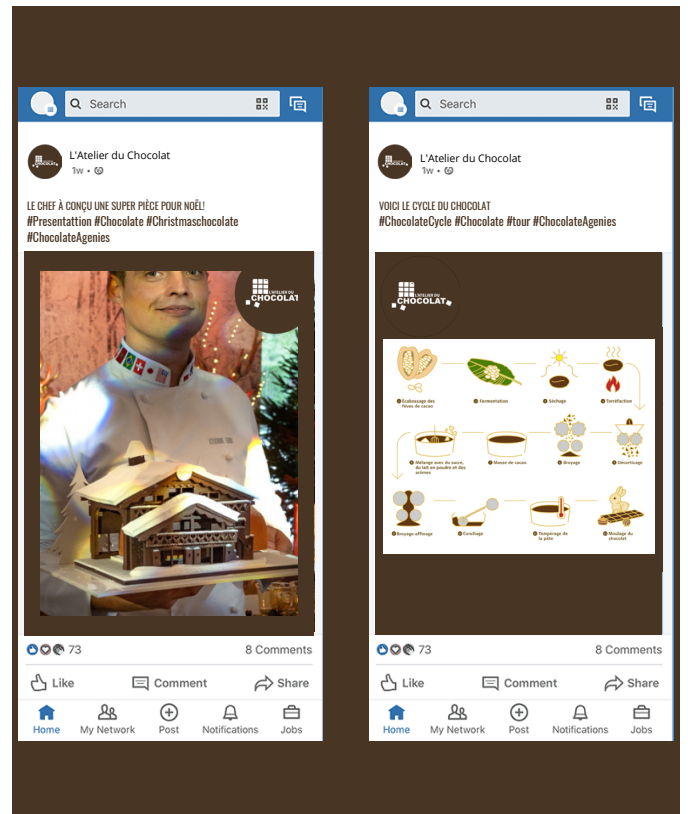 Search
L'Atelier du Chocolat
1w •
LE CHEF À CONÇU UNE SUPER PIÈCE POUR NOËL!
#Presentattion #Chocolate #Christmaschocolate
#ChocolateAgenies
L'ATELIER DU
CHOCOLAT
73
8 Comments
Like
Comment
Share
Home
My Network
Post
Notifications
Jobs
Search
L'Atelier du Chocolat
1w •
VOICI LE CYCLE DU CHOCOLAT
#ChocolateCycle #Chocolate #tour #ChocolateAgenies
L'ATELIER DU
CHOCOLAT
Écabossage des
fèves de cacao
Fermentation
Séchage
Torréfaction
Mélange avec du sucre,
du lait en poudre et des
arômes
Masse de cacao
Broyage
Décorticage
Broyage-affinage
Conchage
Tempérage de
la pâte
Moulage du
chocolat
73
8 Comments
Like
Comment
Share
Home
My Network
Post
Notifications
Jobs